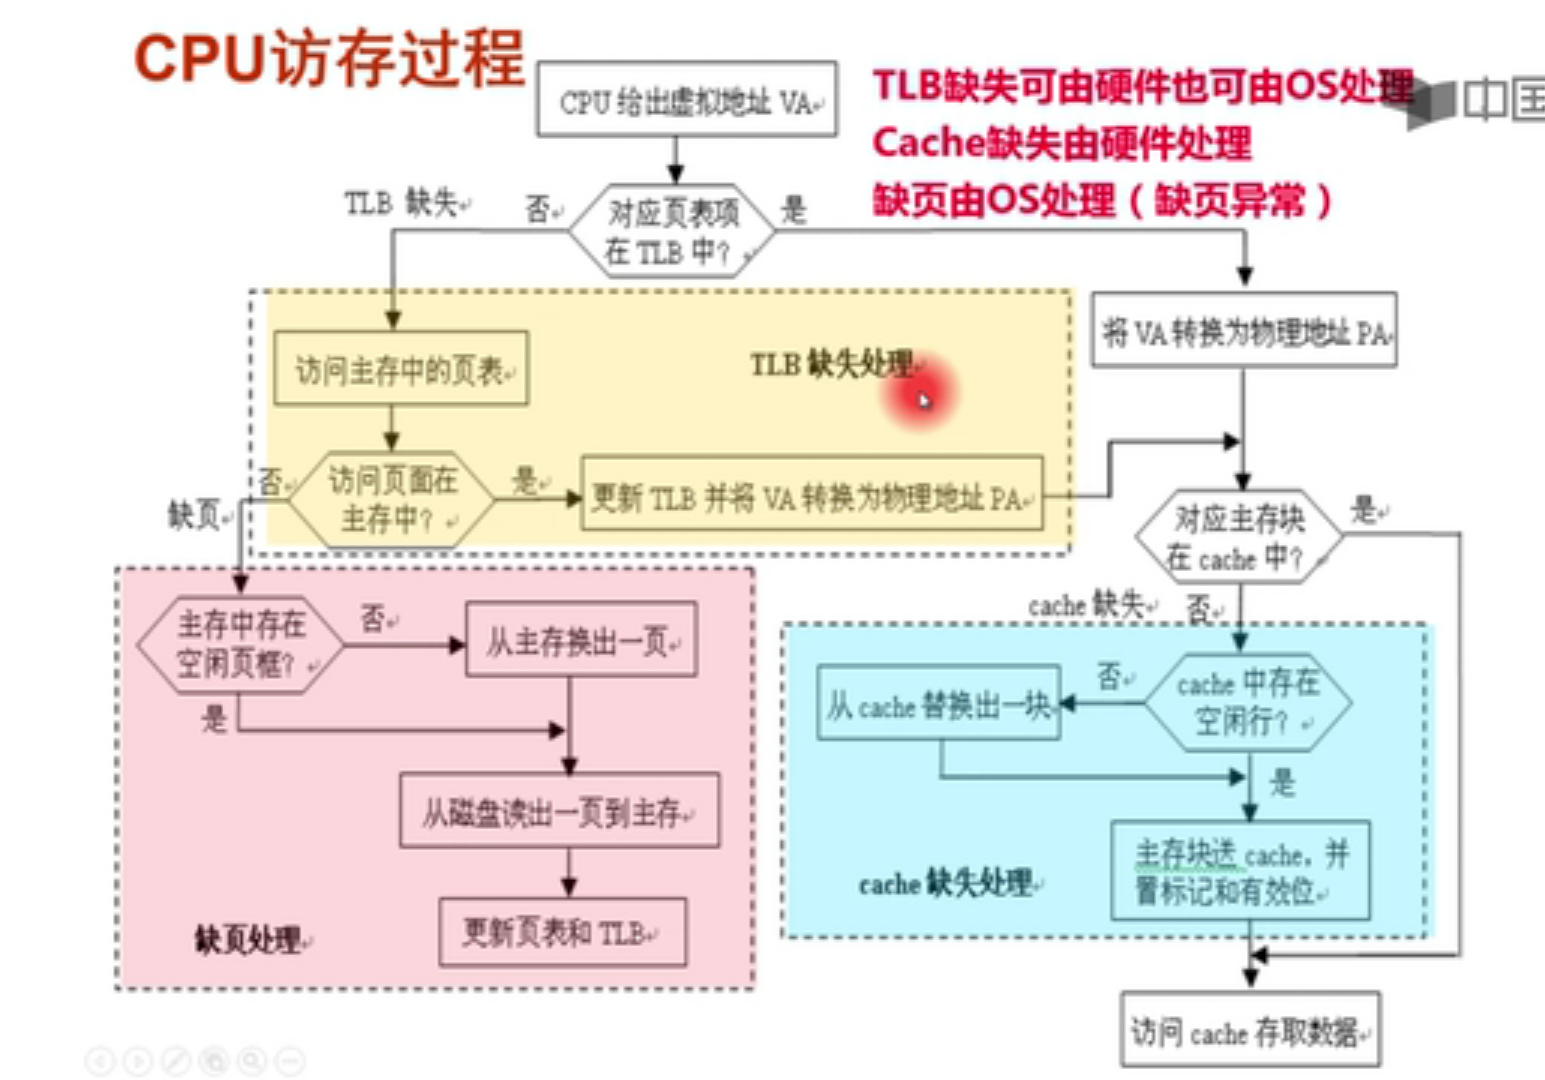 CPU访存过程
CPU 给出虚拟地址 VA
TLB缺失可由硬件也可由OS处理
中国
Cache缺失由硬件处理
缺页由OS处理（缺页异常）
TLB 缺失
否
对应页表项
在 TLB 中？
是
访问主存中的页表
TLB 缺失处理
将 VA 转换为物理地址 PA
否
访问页面在
主存中？
是
更新 TLB 并将 VA 转换为物理地址 PA
缺页
对应主存块
在 cache 中？
是
cache 缺失
否
主存中存在
空闲页框？
否
从主存换出一页
是
从 cache 替换出一块
否
cache 中存在
空闲行？
是
从磁盘读出一页到主存
主存块送 cache，并
置标记和有效位
cache 缺失处理
更新页表和 TLB
缺页处理
访问 cache 存取数据